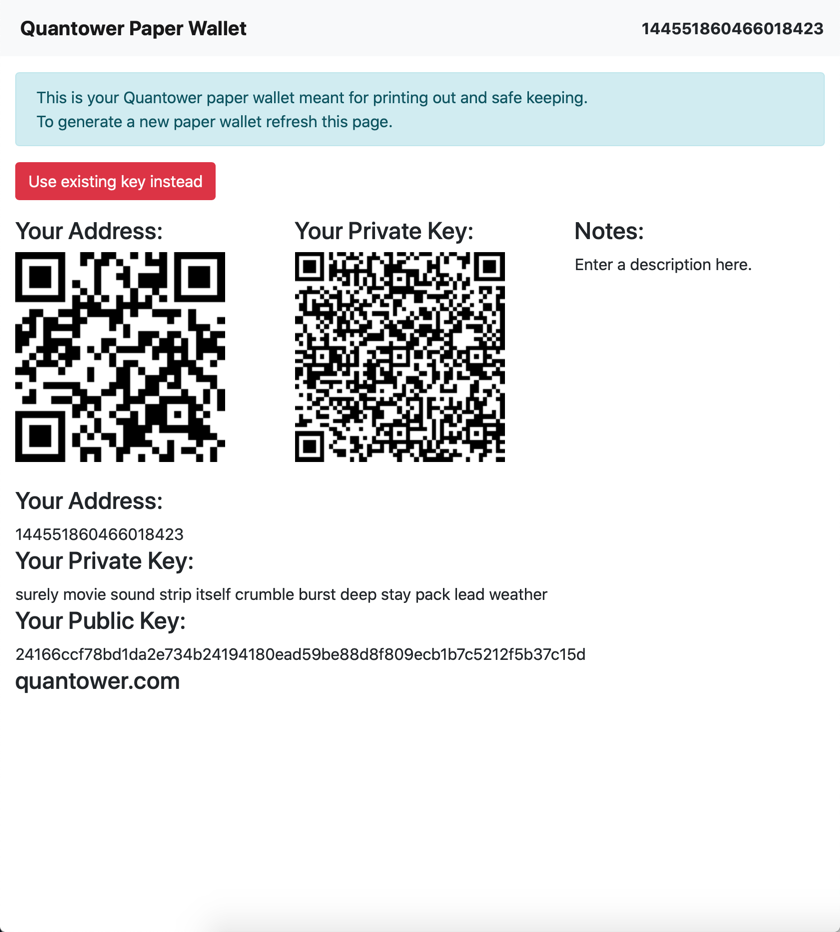 Quantower Paper Wallet
144551860466018423
This is your Quantower paper wallet meant for printing out and safe keeping.
To generate a new paper wallet refresh this page.
Use existing key instead
Your Address:
Your Private Key:
Notes:
Enter a description here.
Your Address:
144551860466018423
Your Private Key:
surely movie sound strip itself crumble burst deep stay pack lead weather
Your Public Key:
24166ccf78bd1da2e734b24194180ead59be88d8f809ecb1b7c5212f5b37c15d
quantower.com